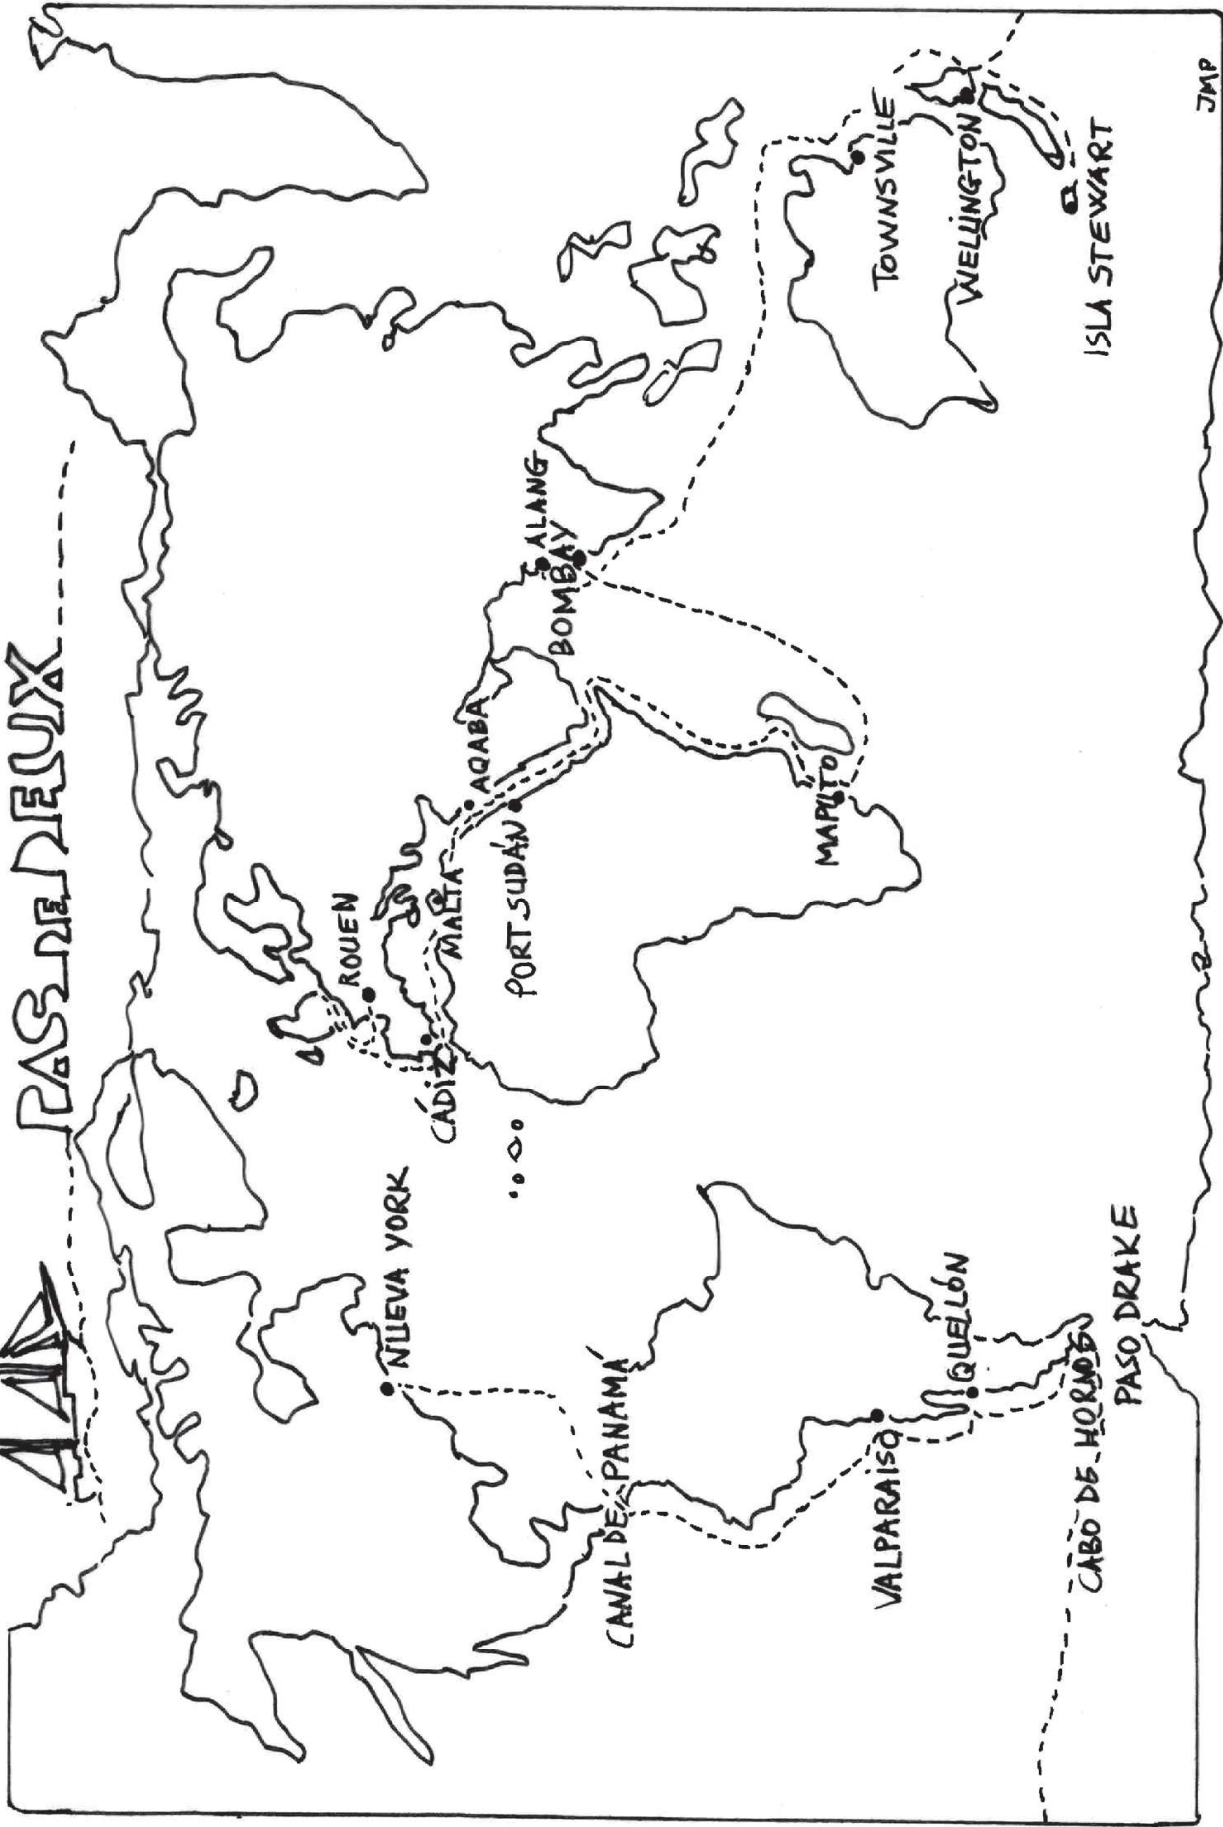 PAS DE DEUX
ROUEN
NUEVA YORK
CÁDIZ
MALTA
AQABA
ALANG
PORT SUDÁN
BOMBAY
CANAL DE PANAMÁ
MAPUTO
VALPARAISO
TOWNSVILLE
QUELLÓN
WELLINGTON
CABO DE HORNOS
ISLA STEWART
PASO DRAKE
JMP